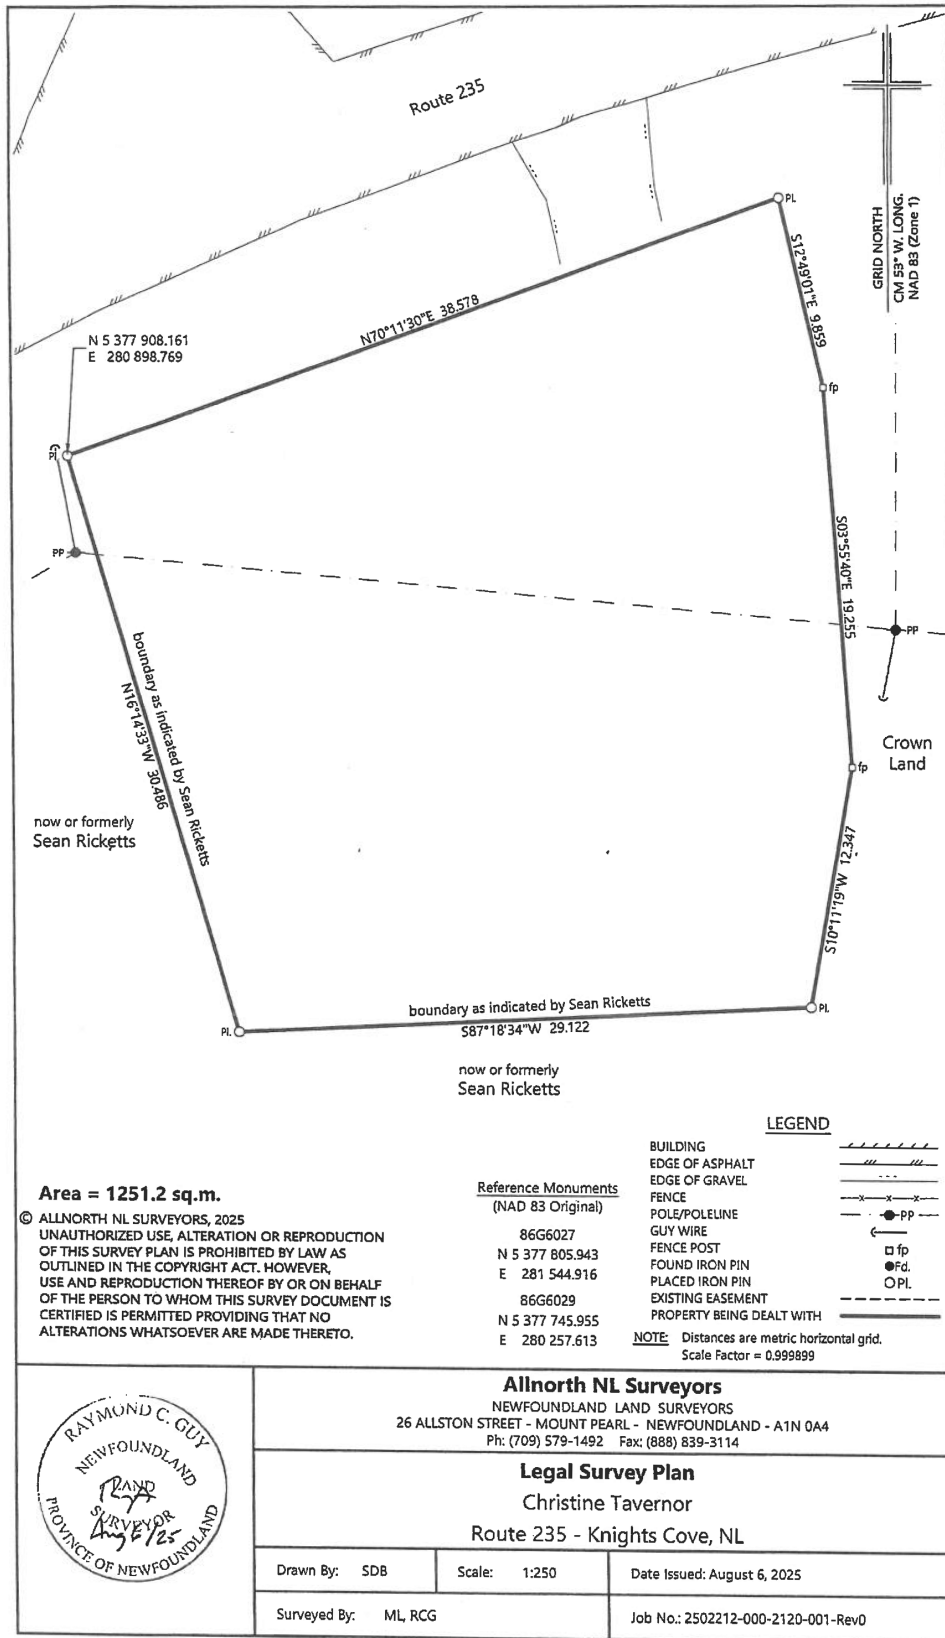 Route 235
GRID NORTH
CM 53° W. LONG.
NAD 83 (Zone 1)
PI.
S12°49'01"E 9.859
N70°11'30"E 38.578
N 5 377 908.161
E 280 898.769
fp
PI.
PP
S03°55'40"E 19.255
PP
boundary as indicated by Sean Ricketts
N16°14'33"W 30.486
Crown
Land
fp
now or formerly
Sean Ricketts
S10°11'19"W 12.347
boundary as indicated by Sean Ricketts
S87°18'34"W 29.122
PI.
PI.
now or formerly
Sean Ricketts
LEGEND
BUILDING
EDGE OF ASPHALT
EDGE OF GRAVEL
FENCE
x x x
POLE/POLELINE
PP
GUY WIRE
FENCE POST
fp
FOUND IRON PIN
Fd.
PLACED IRON PIN
PI.
EXISTING EASEMENT
PROPERTY BEING DEALT WITH
NOTE: Distances are metric horizontal grid.
Scale Factor = 0.999899
Area = 1251.2 sq.m.
© ALLNORTH NL SURVEYORS, 2025
UNAUTHORIZED USE, ALTERATION OR REPRODUCTION
OF THIS SURVEY PLAN IS PROHIBITED BY LAW AS
OUTLINED IN THE COPYRIGHT ACT. HOWEVER,
USE AND REPRODUCTION THEREOF BY OR ON BEHALF
OF THE PERSON TO WHOM THIS SURVEY DOCUMENT IS
CERTIFIED IS PERMITTED PROVIDING THAT NO
ALTERATIONS WHATSOEVER ARE MADE THERETO.
Reference Monuments
(NAD 83 Original)
86G6027
N 5 377 805.943
E 281 544.916
86G6029
N 5 377 745.955
E 280 257.613
RAYMOND C. GUY
NEWFOUNDLAND
LAND
SURVEYOR
Aug 6/25
PROVINCE OF NEWFOUNDLAND
Allnorth NL Surveyors
NEWFOUNDLAND LAND SURVEYORS
26 ALLSTON STREET - MOUNT PEARL - NEWFOUNDLAND - A1N 0A4
Ph: (709) 579-1492 Fax: (888) 839-3114
Legal Survey Plan
Christine Tavernor
Route 235 - Knights Cove, NL
Drawn By: SDB
Scale: 1:250
Date Issued: August 6, 2025
Surveyed By: ML, RCG
Job No.: 2502212-000-2120-001-Rev0